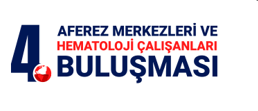 4.
AFEREZ MERKEZLERİ VE
HEMATOLOJİ ÇALIŞANLARI
BULUŞMASI